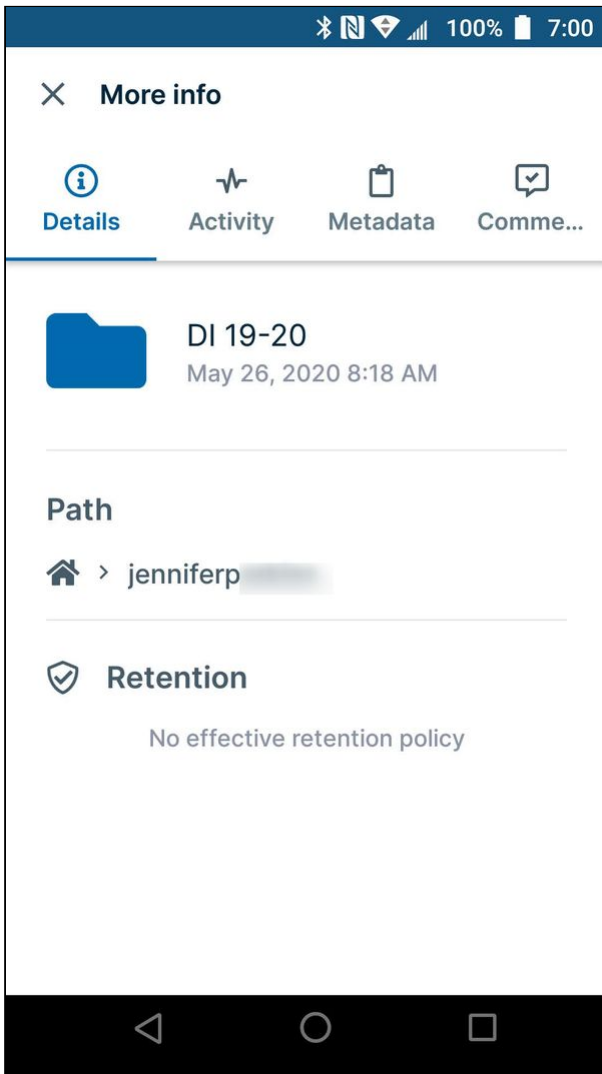 100% 7:00
More info
Details Activity Metadata Comme...
DI 19-20
May 26, 2020 8:18 AM
Path
> jenniferp
Retention
No effective retention policy